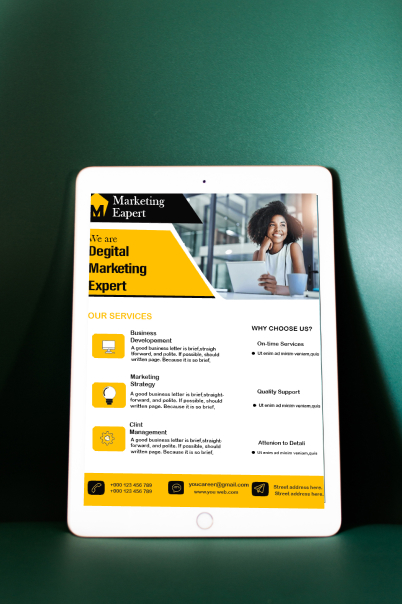 M
Marketing
Eapert
We are
Degital
Marketing
Expert
OUR SERVICES
Business
Developement
A good business letter is brief,straigh
tforward, and polite. If possible, should
written page. Because it is so brief,
Marketing
Strategy
A good business letter is brief,straight-
forward, and polite. If possible, should
written page. Because it is so brief,
Clint
Management
A good business letter is brief,straight-
forward, and polite. If possible, should
written page. Because it is so brief,
WHY CHOOSE US?
On-time Services
Ut enim ad minim veniam,quis
Quality Support
Ut enim ad minim veniam,quis
Attenion to Detali
Ut enim ad minim veniam,quis
+000 123 456 789
+000 123 456 789
youcareer@gmail.com
www.you web.com
Street address here,
Street address here,